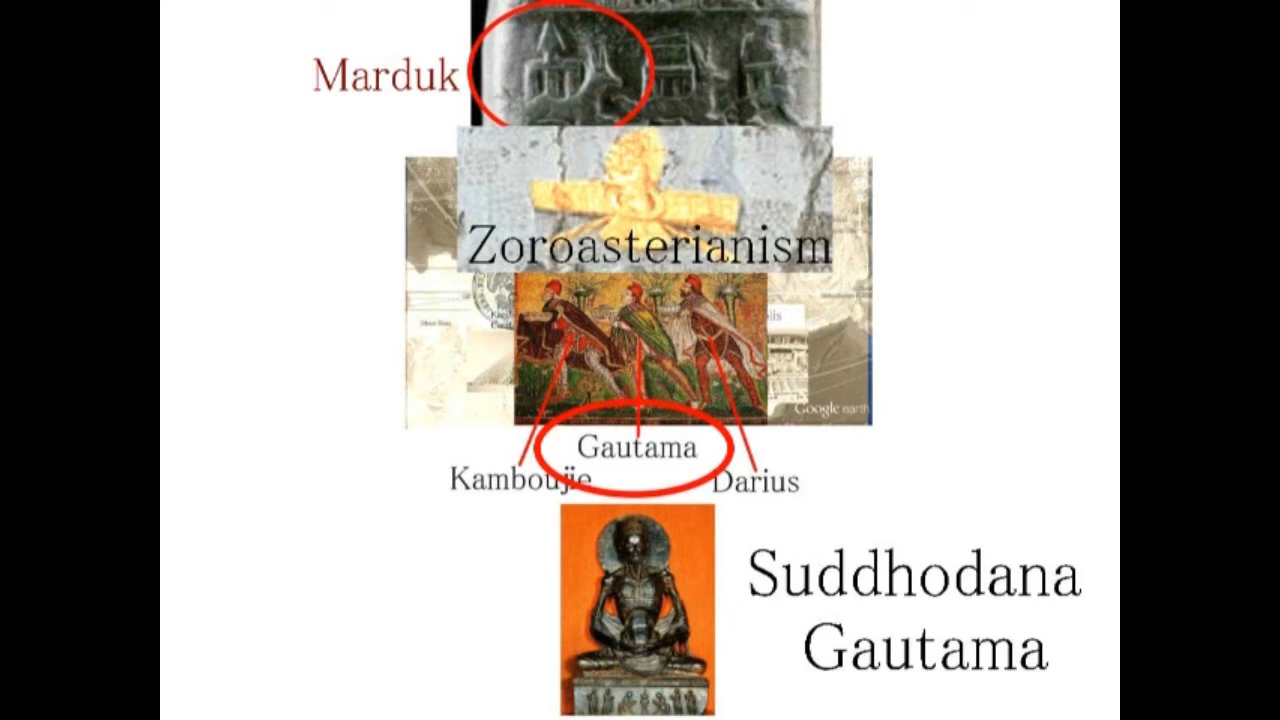 Marduk
Zoroasterianism
Gautama
Kamboujie
Darius
Google earth
Suddhodana
Gautama